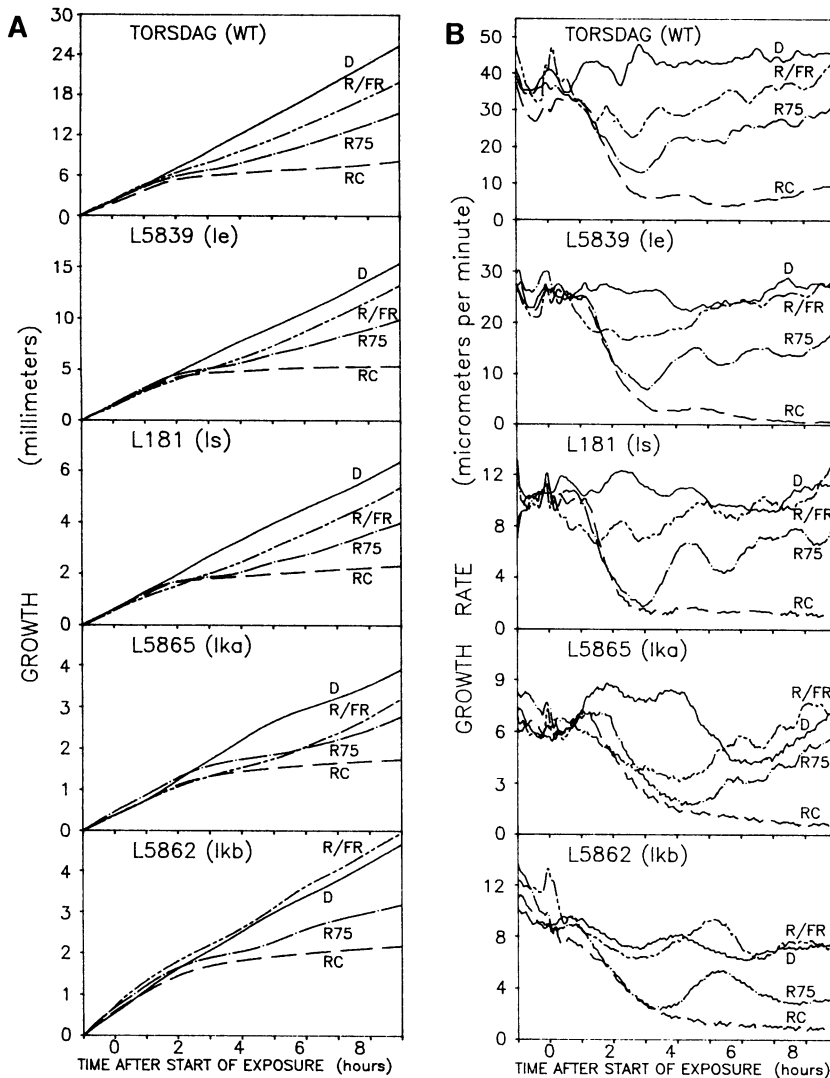 A
TORSDAG (WT)
30
24
18
12
6
0
D
R/FR
R75
RC
L5839 (le)
15
10
5
0
D
R/FR
R75
RC
L181 (ls)
6
4
2
0
D
R/FR
R75
RC
L5865 (lka)
4
3
2
1
0
D
R/FR
R75
RC
L5862 (lkb)
4
3
2
1
0
R/FR
D
R75
RC
0 2 4 6 8
TIME AFTER START OF EXPOSURE (hours)
GROWTH (millimeters)
B
TORSDAG (WT)
50
40
30
20
10
0
D
R/FR
R75
RC
L5839 (le)
30
20
10
0
D
R/FR
R75
RC
L181 (ls)
12
8
4
0
D
R/FR
R75
RC
L5865 (lka)
9
6
3
0
R/FR
D
R75
RC
L5862 (lkb)
12
8
4
0
R/FR
D
R75
RC
0 2 4 6 8
TIME AFTER START OF EXPOSURE (hours)
GROWTH RATE (micrometers per minute)